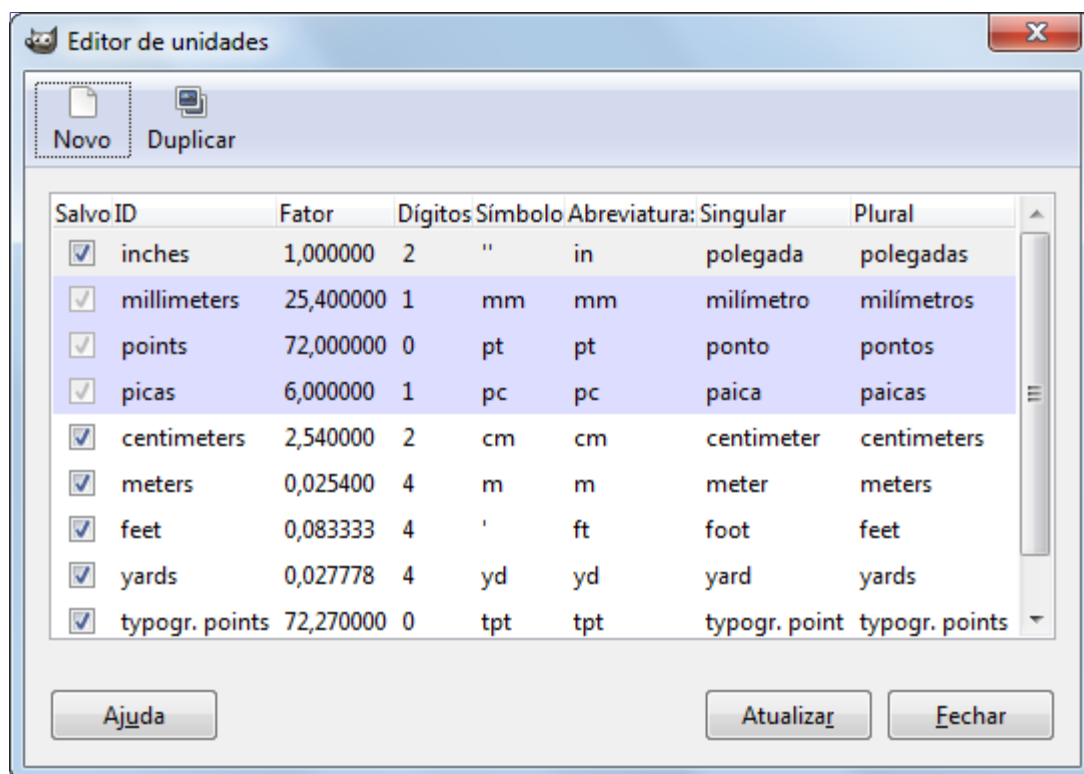 Editor de unidades
Novo Duplicar
Salvo ID Fator Dígitos Símbolo Abreviatura: Singular Plural
inches 1,000000 2 '' in polegada polegadas
millimeters 25,400000 1 mm mm milímetro milímetros
points 72,000000 0 pt pt ponto pontos
picas 6,000000 1 pc pc paica paicas
centimeters 2,540000 2 cm cm centimeter centimeters
meters 0,025400 4 m m meter meters
feet 0,083333 4 ' ft foot feet
yards 0,027778 4 yd yd yard yards
typogr. points 72,270000 0 tpt tpt typogr. point typogr. points
Ajuda Atualizar Fechar